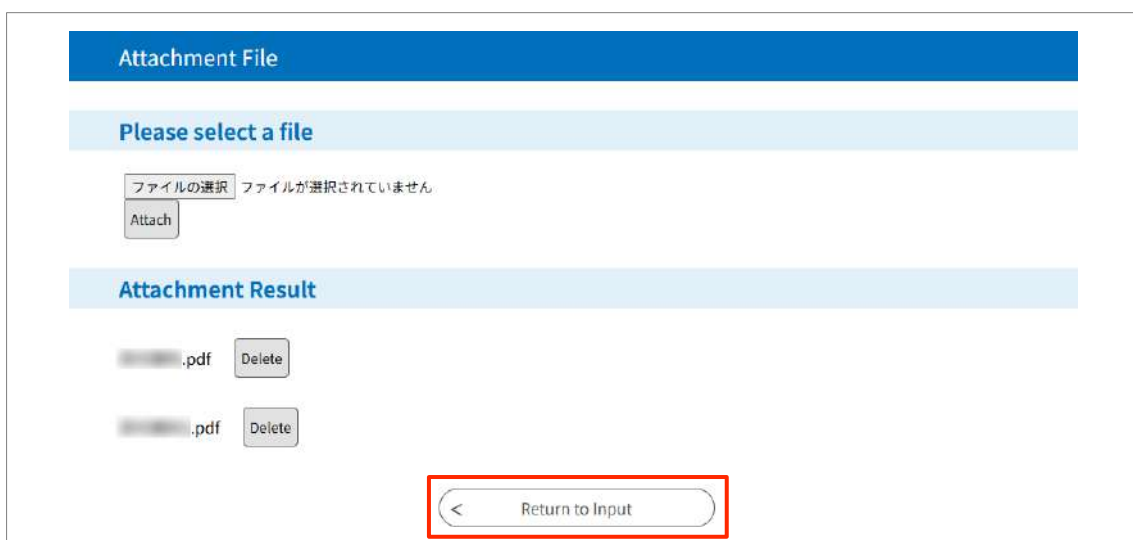 Attachment File
Please select a file
ファイルの選択 ファイルが選択されていません
Attach
Attachment Result
.pdf Delete
.pdf Delete
< Return to Input